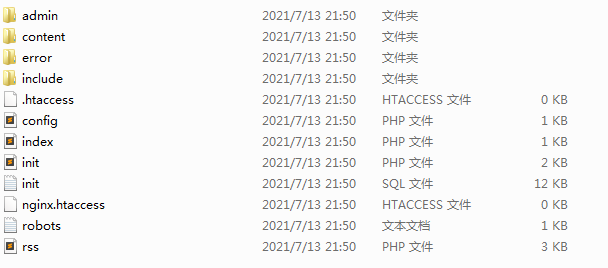 admin 2021/7/13 21:50 文件夹
content 2021/7/13 21:50 文件夹
error 2021/7/13 21:50 文件夹
include 2021/7/13 21:50 文件夹
.htaccess 2021/7/13 21:50 HTACCESS 文件 0 KB
config 2021/7/13 21:50 PHP 文件 1 KB
index 2021/7/13 21:50 PHP 文件 1 KB
init 2021/7/13 21:50 PHP 文件 2 KB
init 2021/7/13 21:50 SQL 文件 12 KB
nginx.htaccess 2021/7/13 21:50 HTACCESS 文件 0 KB
robots 2021/7/13 21:50 文本文档 1 KB
rss 2021/7/13 21:50 PHP 文件 3 KB